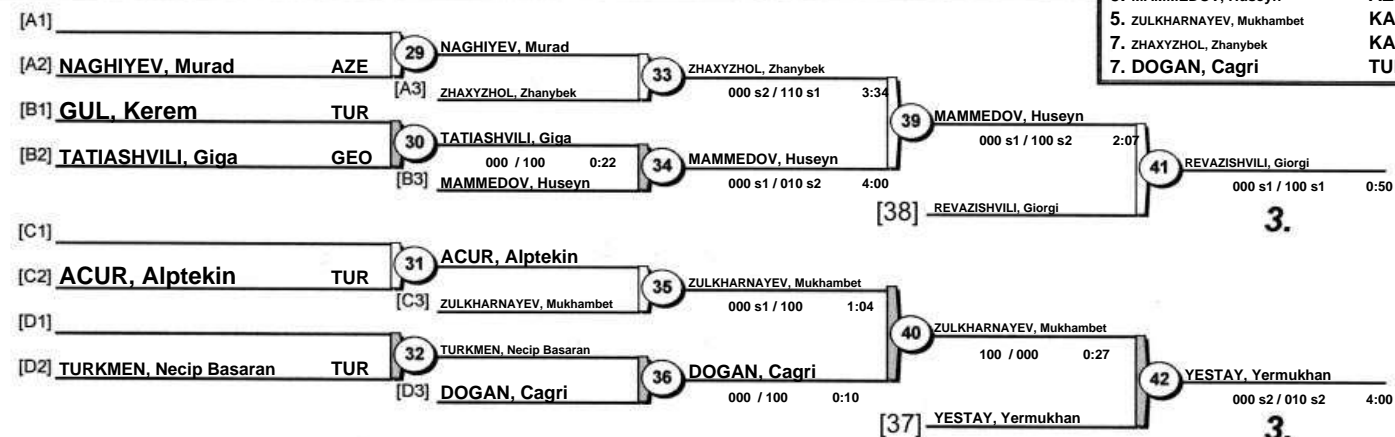 5. ZULKHARNAYEV, Mukhambet KA
7. ZHAXYZHOL, Zhanybek KA
7. DOGAN, Cagri
[A1]
[A2] NAGHIYEV, Murad AZE
29
NAGHIYEV, Murad
[A3] ZHAXYZHOL, Zhanybek
33
ZHAXYZHOL, Zhanybek
000 s2 / 110 s1 3:34
[B1] GUL, Kerem TUR
[B2] TATIASHVILI, Giga GEO
30
TATIASHVILI, Giga
000 / 100 0:22
[B3] MAMMEDOV, Huseyn
34
MAMMEDOV, Huseyn
000 s1 / 010 s2 4:00
39
MAMMEDOV, Huseyn
000 s1 / 100 s2 2:07
[38] REVAZISHVILI, Giorgi
41
REVAZISHVILI, Giorgi
000 s1 / 100 s1 0:50
3.
[C1]
[C2] ACUR, Alptekin TUR
31
ACUR, Alptekin
[C3] ZULKHARNAYEV, Mukhambet
35
ZULKHARNAYEV, Mukhambet
000 s1 / 100 1:04
[D1]
[D2] TURKMEN, Necip Basaran TUR
32
TURKMEN, Necip Basaran
[D3] DOGAN, Cagri
36
DOGAN, Cagri
000 / 100 0:10
40
ZULKHARNAYEV, Mukhambet
100 / 000 0:27
[37] YESTAY, Yermukhan
42
YESTAY, Yermukhan
000 s2 / 010 s2 4:00
3.